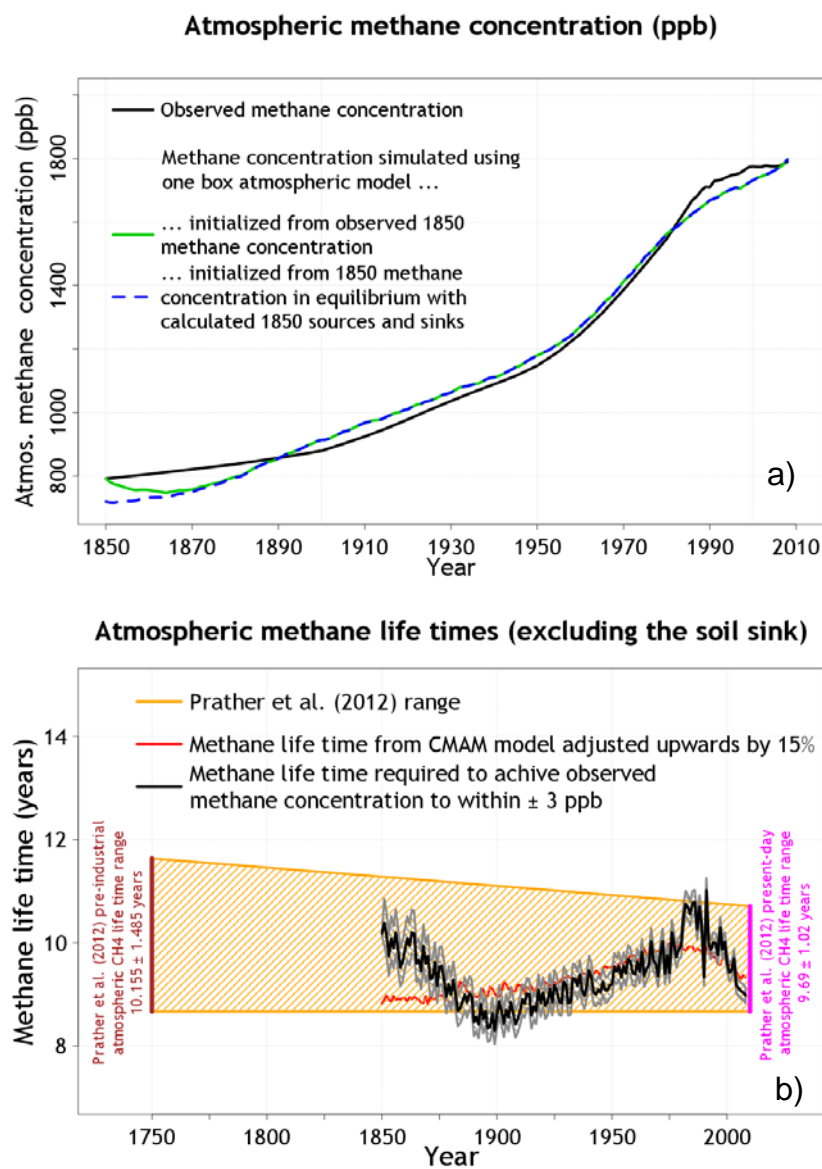 Atmospheric methane concentration (ppb)
Atmos. methane concentration (ppb)
1800
1400
1000
800
Observed methane concentration
Methane concentration simulated using
one box atmospheric model ...
... initialized from observed 1850
methane concentration
... initialized from 1850 methane
concentration in equilibrium with
calculated 1850 sources and sinks
a)
1850 1870 1890 1910 1930 1950 1970 1990 2010
Year
Atmospheric methane life times (excluding the soil sink)
Methane life time (years)
14
12
10
8
Prather et al. (2012) range
Methane life time from CMAM model adjusted upwards by 15%
Methane life time required to achive observed
methane concentration to within ± 3 ppb
Prather et al. (2012) pre-industrial
atmospheric CH4 life time range
10.155 ± 1.485 years
Prather et al. (2012) present-day
atmospheric CH4 life time range
9.69 ± 1.02 years
b)
1750 1800 1850 1900 1950 2000
Year